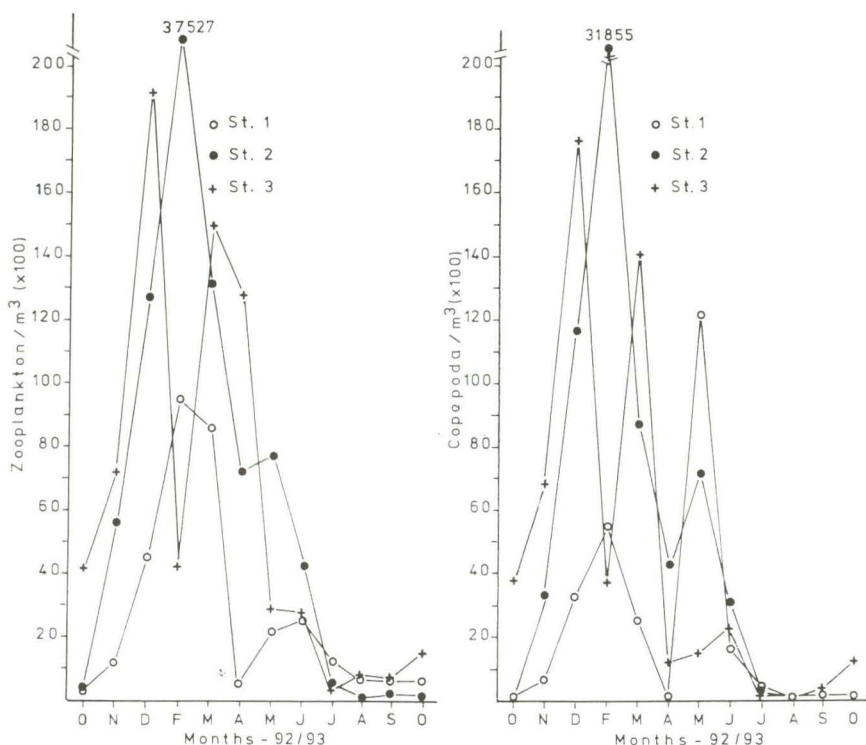 37527
200
180
160
140
120
100
80
60
40
20
Zooplankton/m³ (x100)
St. 1
St. 2
St. 3
O N D F M A M J J A S O
Months - 92/93
31855
200
180
160
140
120
100
80
60
40
20
Copepoda/m³(x100)
St. 1
St. 2
St. 3
O N D F M A M J J A S O
Months - 92/93